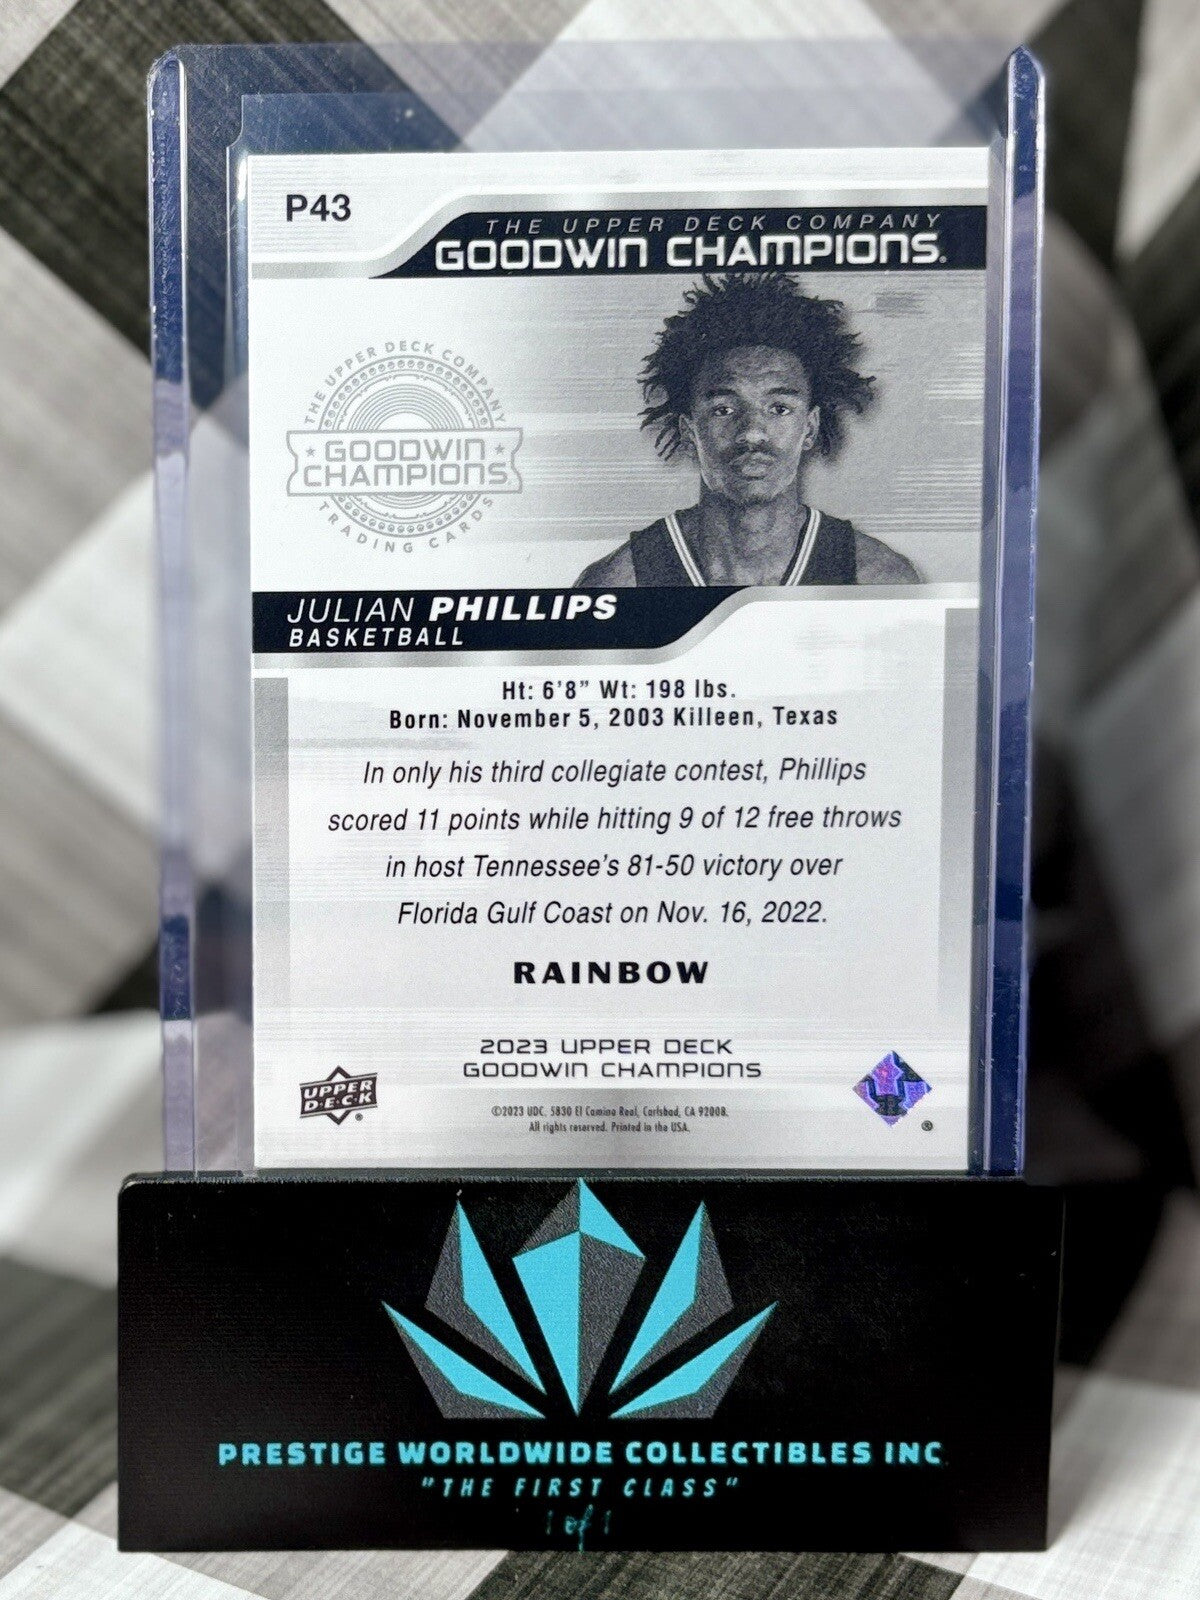 P43
THE UPPER DECK COMPANY
GOODWIN CHAMPIONS.
THE UPPER DECK COMPANY
GOODWIN
CHAMPIONS
TRADING CARDS
JULIAN PHILLIPS
BASKETBALL
Ht: 6'8” Wt: 198 lbs.
Born: November 5, 2003 Killeen, Texas
In only his third collegiate contest, Phillips
scored 11 points while hitting 9 of 12 free throws
in host Tennessee's 81-50 victory over
Florida Gulf Coast on Nov. 16, 2022.
RAINBOW
2023 UPPER DECK
GOODWIN CHAMPIONS
UPPER
D·E·C·K
®
®
©2023 UDC. 5830 El Camino Real, Carlsbad, CA 92008.
All rights reserved. Printed in the USA.
PRESTIGE WORLDWIDE COLLECTIBLES INC.
"THE FIRST CLASS"
1 of 1